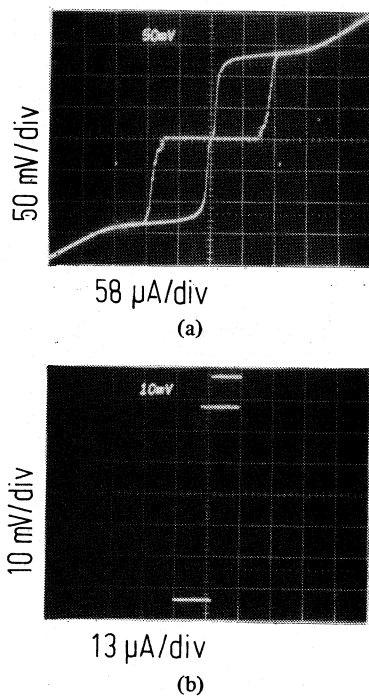 50mV
50 mV/div
58 µA/div
(a)
10mV
10 mV/div
13 µA/div
(b)